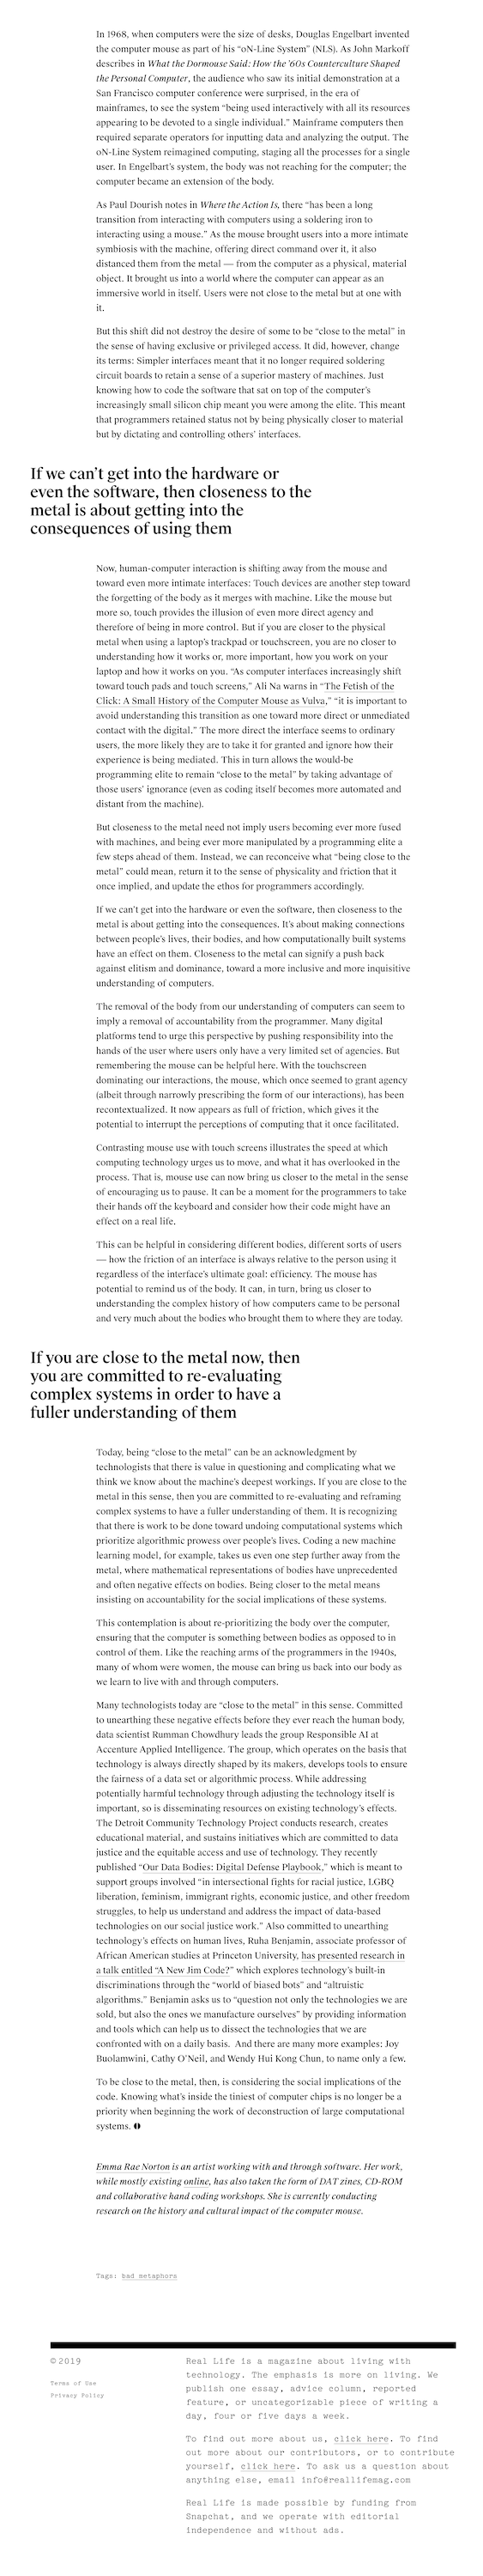 In 1968, when computers were the size of desks, Douglas Engelbart invented
the computer mouse as part of his “oN-Line System” (NLS). As John Markoff
describes in What the Dormouse Said: How the ’60s Counterculture Shaped
the Personal Computer, the audience who saw its initial demonstration at a
San Francisco computer conference were surprised, in the era of
mainframes, to see the system “being used interactively with all its resources
appearing to be devoted to a single individual.” Mainframe computers then
required separate operators for inputting data and analyzing the output. The
oN-Line System reimagined computing, staging all the processes for a single
user. In Engelbart’s system, the body was not reaching for the computer; the
computer became an extension of the body.
As Paul Dourish notes in Where the Action Is, there “has been a long
transition from interacting with computers using a soldering iron to
interacting using a mouse.” As the mouse brought users into a more intimate
symbiosis with the machine, offering direct command over it, it also
distanced them from the metal — from the computer as a physical, material
object. It brought us into a world where the computer can appear as an
immersive world in itself. Users were not close to the metal but at one with
it.
But this shift did not destroy the desire of some to be “close to the metal” in
the sense of having exclusive or privileged access. It did, however, change
its terms: Simpler interfaces meant that it no longer required soldering
circuit boards to retain a sense of a superior mastery of machines. Just
knowing how to code the software that sat on top of the computer’s
increasingly small silicon chip meant you were among the elite. This meant
that programmers retained status not by being physically closer to material
but by dictating and controlling others’ interfaces.
If we can’t get into the hardware or
even the software, then closeness to the
metal is about getting into the
consequences of using them
Now, human-computer interaction is shifting away from the mouse and
toward even more intimate interfaces: Touch devices are another step toward
the forgetting of the body as it merges with machine. Like the mouse but
more so, touch provides the illusion of even more direct agency and
therefore of being in more control. But if you are closer to the physical
metal when using a laptop’s trackpad or touchscreen, you are no closer to
understanding how it works or, more important, how you work on your
laptop and how it works on you. “As computer interfaces increasingly shift
toward touch pads and touch screens,” Ali Na warns in “The Fetish of the
Click: A Small History of the Computer Mouse as Vulva,” “it is important to
avoid understanding this transition as one toward more direct or unmediated
contact with the digital.” The more direct the interface seems to ordinary
users, the more likely they are to take it for granted and ignore how their
experience is being mediated. This in turn allows the would-be
programming elite to remain “close to the metal” by taking advantage of
those users’ ignorance (even as coding itself becomes more automated and
distant from the machine).
But closeness to the metal need not imply users becoming ever more fused
with machines, and being ever more manipulated by a programming elite a
few steps ahead of them. Instead, we can reconceive what “being close to the
metal” could mean, return it to the sense of physicality and friction that it
once implied, and update the ethos for programmers accordingly.
If we can’t get into the hardware or even the software, then closeness to the
metal is about getting into the consequences. It’s about making connections
between people’s lives, their bodies, and how computationally built systems
have an effect on them. Closeness to the metal can signify a push back
against elitism and dominance, toward a more inclusive and more inquisitive
understanding of computers.
The removal of the body from our understanding of computers can seem to
imply a removal of accountability from the programmer. Many digital
platforms tend to urge this perspective by pushing responsibility into the
hands of the user where users only have a very limited set of agencies. But
remembering the mouse can be helpful here. With the touchscreen
dominating our interactions, the mouse, which once seemed to grant agency
(albeit through narrowly prescribing the form of our interactions), has been
recontextualized. It now appears as full of friction, which gives it the
potential to interrupt the perceptions of computing that it once facilitated.
Contrasting mouse use with touch screens illustrates the speed at which
computing technology urges us to move, and what it has overlooked in the
process. That is, mouse use can now bring us closer to the metal in the sense
of encouraging us to pause. It can be a moment for the programmers to take
their hands off the keyboard and consider how their code might have an
effect on a real life.
This can be helpful in considering different bodies, different sorts of users
— how the friction of an interface is always relative to the person using it
regardless of the interface’s ultimate goal: efficiency. The mouse has
potential to remind us of the body. It can, in turn, bring us closer to
understanding the complex history of how computers came to be personal
and very much about the bodies who brought them to where they are today.
If you are close to the metal now, then
you are committed to re-evaluating
complex systems in order to have a
fuller understanding of them
Today, being “close to the metal” can be an acknowledgment by
technologists that there is value in questioning and complicating what we
think we know about the machine’s deepest workings. If you are close to the
metal in this sense, then you are committed to re-evaluating and reframing
complex systems to have a fuller understanding of them. It is recognizing
that there is work to be done toward undoing computational systems which
prioritize algorithmic prowess over people’s lives. Coding a new machine
learning model, for example, takes us even one step further away from the
metal, where mathematical representations of bodies have unprecedented
and often negative effects on bodies. Being closer to the metal means
insisting on accountability for the social implications of these systems.
This contemplation is about re-prioritizing the body over the computer,
ensuring that the computer is something between bodies as opposed to in
control of them. Like the reaching arms of the programmers in the 1940s,
many of whom were women, the mouse can bring us back into our body as
we learn to live with and through computers.
Many technologists today are “close to the metal” in this sense. Committed
to unearthing these negative effects before they ever reach the human body,
data scientist Rumman Chowdhury leads the group Responsible AI at
Accenture Applied Intelligence. The group, which operates on the basis that
technology is always directly shaped by its makers, develops tools to ensure
the fairness of a data set or algorithmic process. While addressing
potentially harmful technology through adjusting the technology itself is
important, so is disseminating resources on existing technology’s effects.
The Detroit Community Technology Project conducts research, creates
educational material, and sustains initiatives which are committed to data
justice and the equitable access and use of technology. They recently
published “Our Data Bodies: Digital Defense Playbook,” which is meant to
support groups involved “in intersectional fights for racial justice, LGBQ
liberation, feminism, immigrant rights, economic justice, and other freedom
struggles, to help us understand and address the impact of data-based
technologies on our social justice work.” Also committed to unearthing
technology’s effects on human lives, Ruha Benjamin, associate professor of
African American studies at Princeton University, has presented research in
a talk entitled “A New Jim Code?” which explores technology’s built-in
discriminations through the “world of biased bots” and “altruistic
algorithms.” Benjamin asks us to “question not only the technologies we are
sold, but also the ones we manufacture ourselves” by providing information
and tools which can help us to dissect the technologies that we are
confronted with on a daily basis. And there are many more examples: Joy
Buolamwini, Cathy O’Neil, and Wendy Hui Kong Chun, to name only a few.
To be close to the metal, then, is considering the social implications of the
code. Knowing what’s inside the tiniest of computer chips is no longer be a
priority when beginning the work of deconstruction of large computational
systems.
Emma Rae Norton is an artist working with and through software. Her work,
while mostly existing online, has also taken the form of DAT zines, CD-ROM
and collaborative hand coding workshops. She is currently conducting
research on the history and cultural impact of the computer mouse.
Tags: bad metaphors
© 2019
Terms of Use
Privacy Policy
Real Life is a magazine about living with
technology. The emphasis is more on living. We
publish one essay, advice column, reported
feature, or uncategorizable piece of writing a
day, four or five days a week.
To find out more about us, click here. To find
out more about our contributors, or to contribute
yourself, click here. To ask us a question about
anything else, email info@reallifemag.com
Real Life is made possible by funding from
Snapchat, and we operate with editorial
independence and without ads.